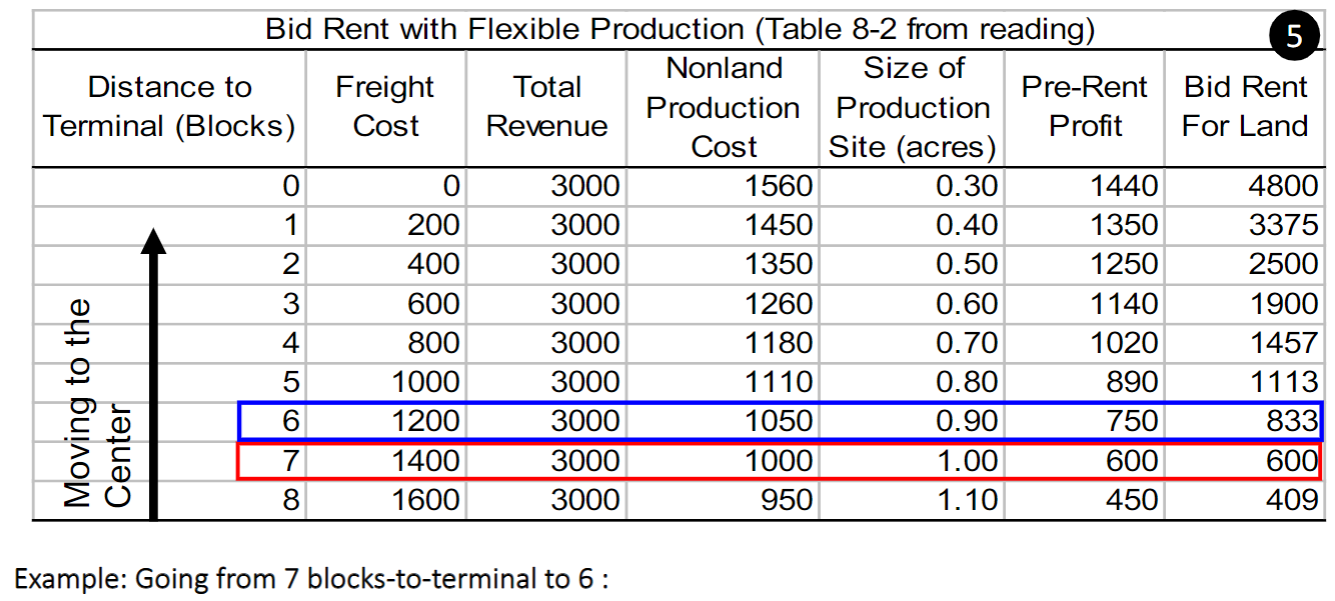 Bid Rent with Flexible Production (Table 8-2 from reading)
5
Distance to Terminal (Blocks) Freight Cost Total Revenue Nonland Production Cost Size of Production Site (acres) Pre-Rent Profit Bid Rent For Land
0 0 3000 1560 0.30 1440 4800
1 200 3000 1450 0.40 1350 3375
2 400 3000 1350 0.50 1250 2500
3 600 3000 1260 0.60 1140 1900
4 800 3000 1180 0.70 1020 1457
5 1000 3000 1110 0.80 890 1113
6 1200 3000 1050 0.90 750 833
7 1400 3000 1000 1.00 600 600
8 1600 3000 950 1.10 450 409
Moving to the
Center
Example: Going from 7 blocks-to-terminal to 6 :